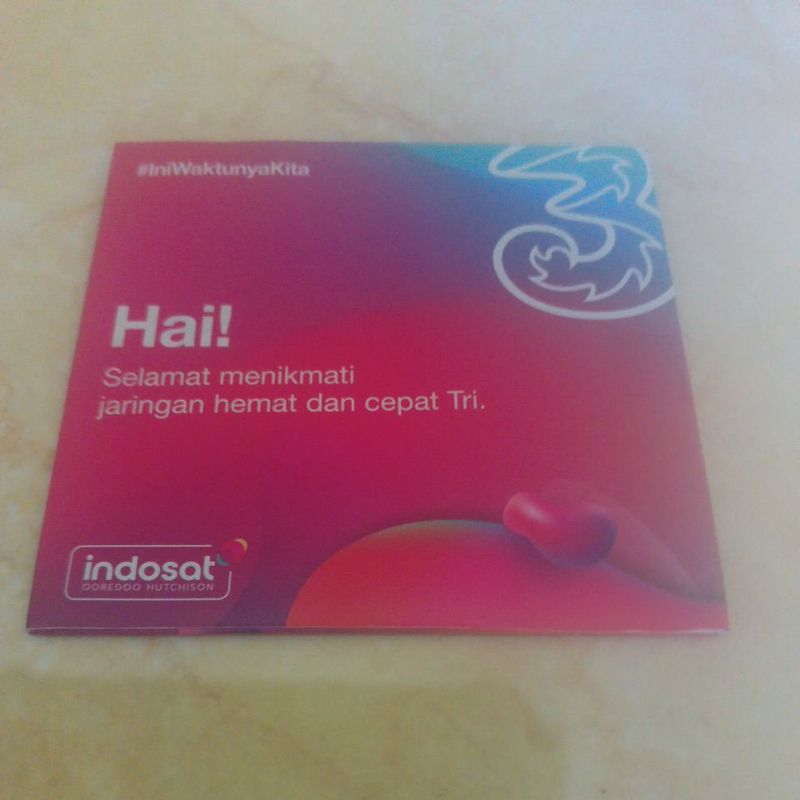 #IniWaktunyaKita
Hai!
Selamat menikmati
jaringan hemat dan cepat Tri.
indosat
OOREDOO HUTCHISON